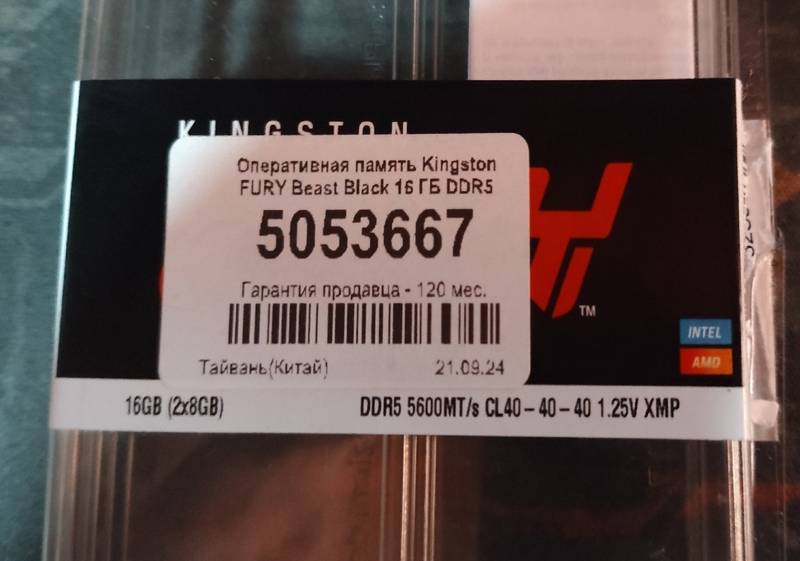 KINGSTON
Оперативная память Kingston
FURY Beast Black 16 ГБ DDR5
5053667
Гарантия продавца - 120 мес.
Тайвань(Китай) 21.09.24
TM
INTEL
AMD
16GB (2x8GB) DDR5 5600MT/s CL40-40-40 1.25V XMP